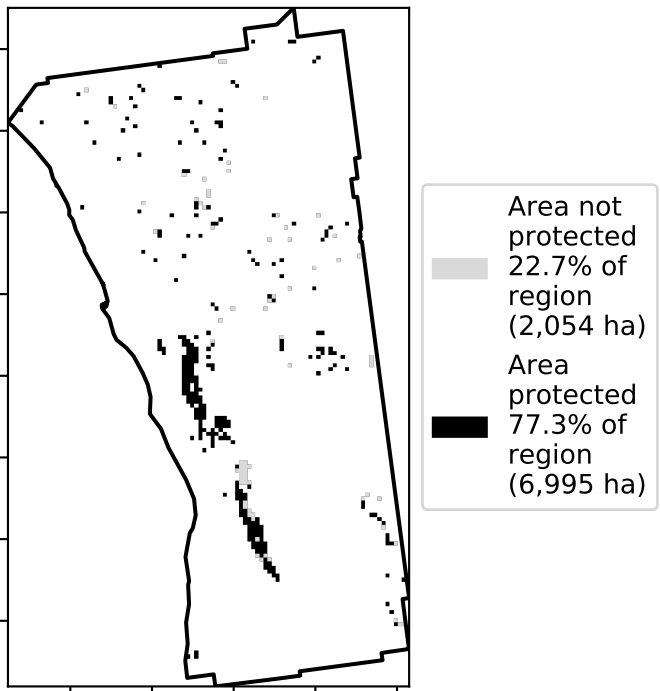 Area not
protected
22.7% of
region
(2,054 ha)
Area
protected
77.3% of
region
(6,995 ha)